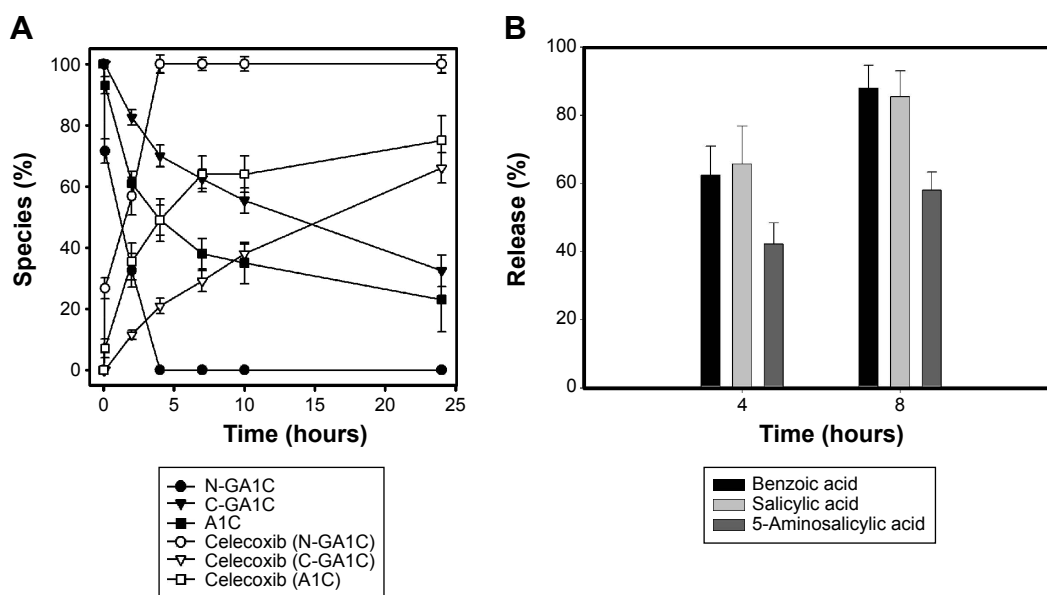 A
Species (%)
100
80
60
40
20
0
0
5
10
15
20
25
Time (hours)
N-GA1C
C-GA1C
A1C
Celecoxib (N-GA1C)
Celecoxib (C-GA1C)
Celecoxib (A1C)
B
Release (%)
100
80
60
40
20
0
4
8
Time (hours)
Benzoic acid
Salicylic acid
5-Aminosalicylic acid